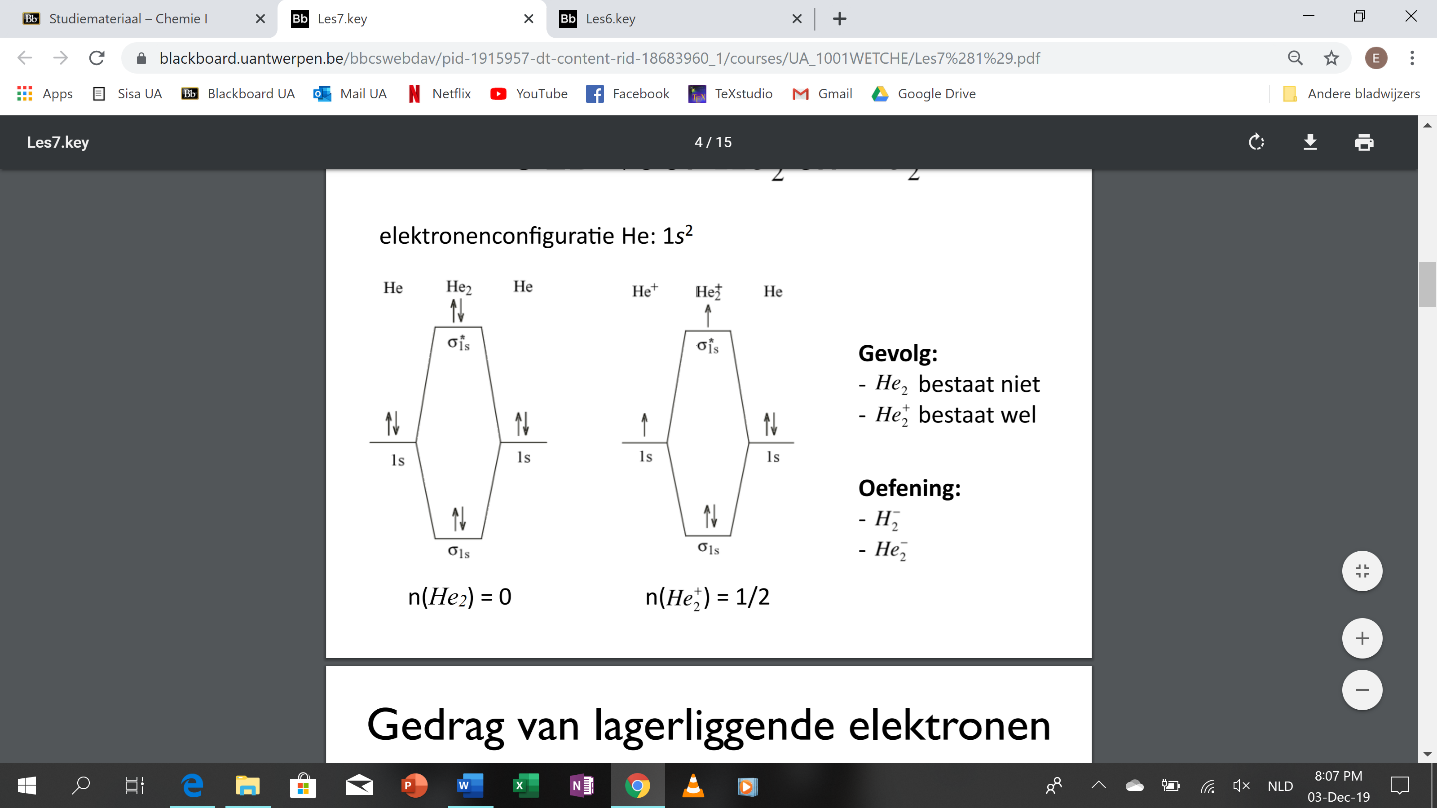 Studiemateriaal – Chemie I
Les7.key
Les6.key
blackboard.uantwerpen.be/bbcswebdav/pid-1915957-dt-content-rid-18683960_1/courses/UA_1001WETCHE/Les7%281%29.pdf
E
Apps
Sisa UA
Blackboard UA
Mail UA
Netflix
YouTube
Facebook
TeXstudio
Gmail
Google Drive
Andere bladwijzers
Les7.key
4 / 15
elektronenconfiguratie He: 1s²
He He₂ He
σ*1s
1s 1s
σ1s
n(He₂) = 0
He⁺ He₂⁺ He
σ*1s
1s 1s
σ1s
n(He₂⁺) = 1/2
Gevolg:
- He₂ bestaat niet
- He₂⁺ bestaat wel
Oefening:
- H₂⁻
- He₂⁻
Gedrag van lagerliggende elektronen
NLD
8:07 PM
03-Dec-19